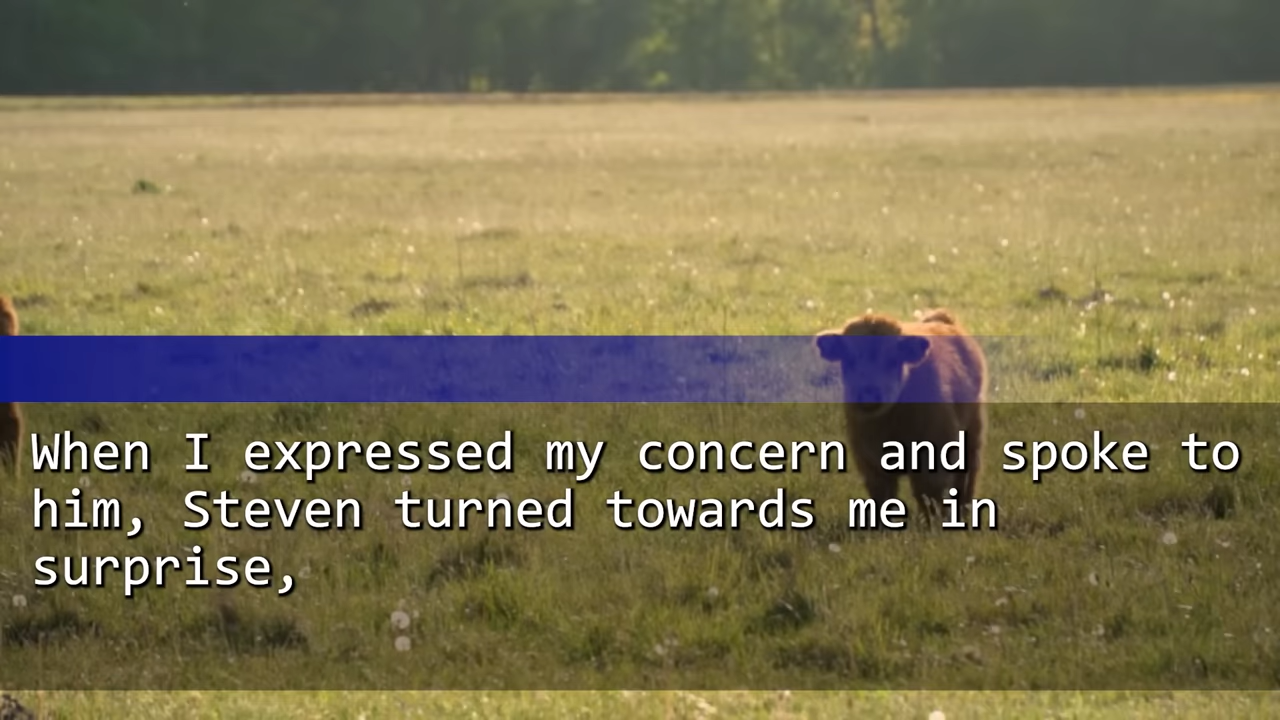 When I expressed my concern and spoke to
him, Steven turned towards me in
surprise,